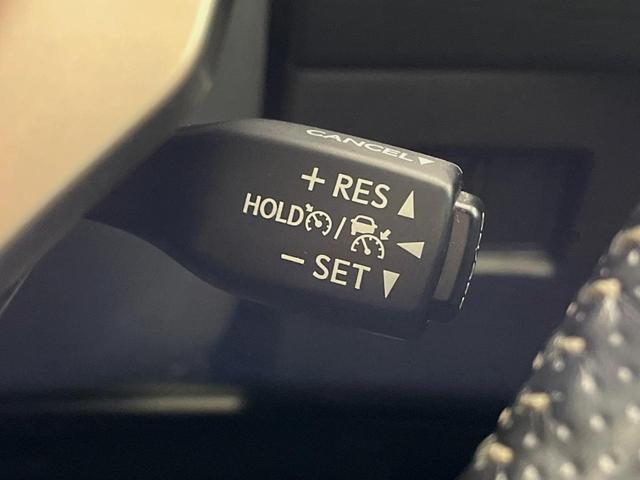 CANCEL ▼
+ RES ▲
HOLD / ◀
− SET ▼